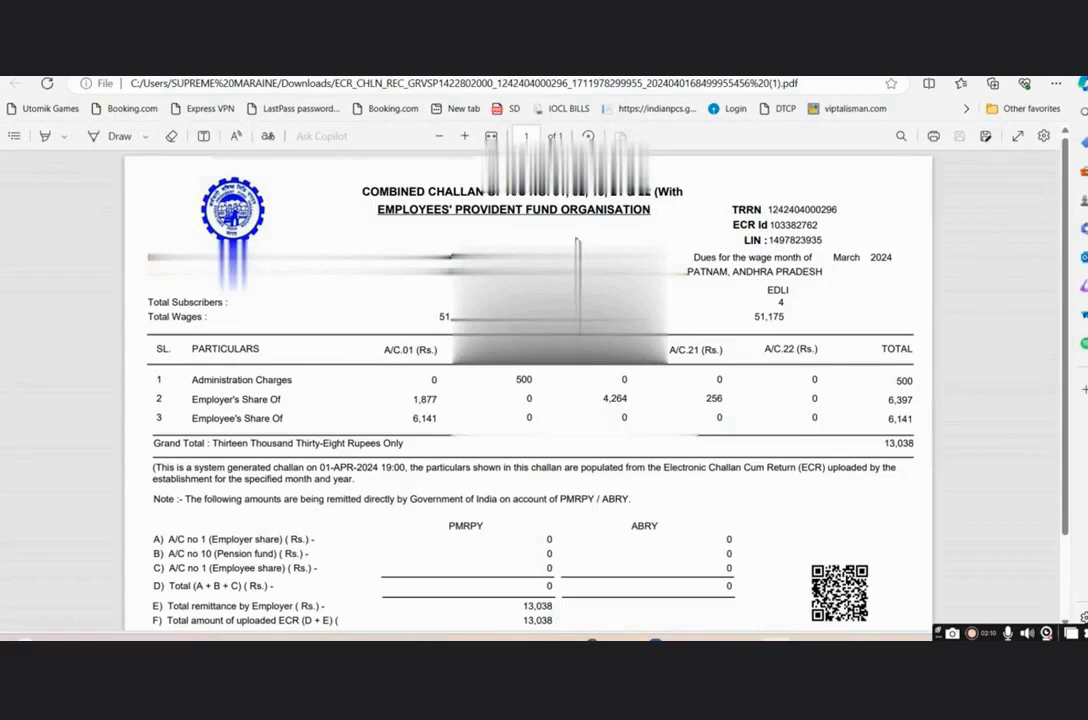 File C:/Users/SUPREME%20MARAINE/Downloads/ECR_CHLN_REC_GRVSP1422802000_1242404000296_1711978299955_2024040168499955456%20(1).pdf
Utomik Games Booking.com Express VPN LastPass password... Booking.com New tab SD IOCL BILLS https://indianpcs.g... Login DTCP viptalisman.com Other favorites
Draw Ask Copilot 1 of 1
COMBINED CHALLAN (With
EMPLOYEES' PROVIDENT FUND ORGANISATION
TRRN 1242404000296
ECR Id 103382762
LIN : 1497823935
Dues for the wage month of March 2024
PATNAM, ANDHRA PRADESH
EDLI
Total Subscribers : 4
Total Wages : 51 51,175
SL. PARTICULARS A/C.01 (Rs.) A/C.21 (Rs.) A/C.22 (Rs.) TOTAL
1 Administration Charges 0 500 0 0 0 500
2 Employer's Share Of 1,877 0 4,264 256 0 6,397
3 Employee's Share Of 6,141 0 0 0 0 6,141
Grand Total : Thirteen Thousand Thirty-Eight Rupees Only 13,038
(This is a system generated challan on 01-APR-2024 19:00, the particulars shown in this challan are populated from the Electronic Challan Cum Return (ECR) uploaded by the
establishment for the specified month and year.
Note :- The following amounts are being remitted directly by Government of India on account of PMRPY / ABRY.
PMRPY ABRY
A) A/C no 1 (Employer share) ( Rs.) - 0 0
B) A/C no 10 (Pension fund) ( Rs.) - 0 0
C) A/C no 1 (Employee share) ( Rs.) - 0 0
D) Total (A + B + C) ( Rs.) - 0 0
E) Total remittance by Employer ( Rs.) - 13,038
F) Total amount of uploaded ECR (D + E) ( 13,038
02:10